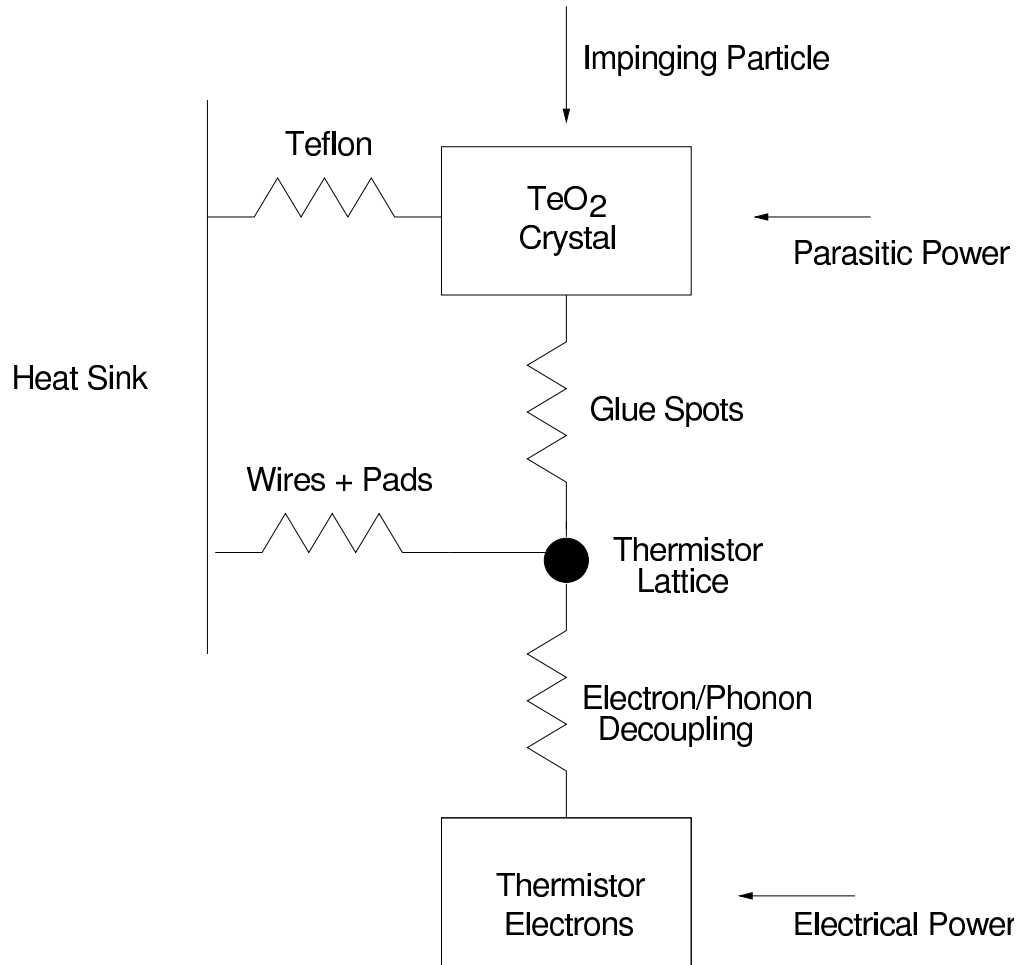 Impinging Particle
Teflon
TeO2
Crystal
Parasitic Power
Heat Sink
Glue Spots
Wires + Pads
Thermistor
Lattice
Electron/Phonon
Decoupling
Thermistor
Electrons
Electrical Power